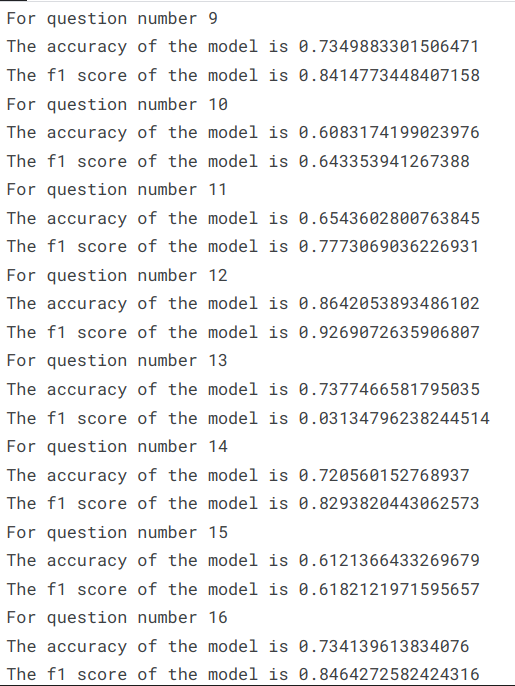 For question number 9
The accuracy of the model is 0.7349883301506471
The f1 score of the model is 0.8414773448407158
For question number 10
The accuracy of the model is 0.6083174199023976
The f1 score of the model is 0.643353941267388
For question number 11
The accuracy of the model is 0.6543602800763845
The f1 score of the model is 0.7773069036226931
For question number 12
The accuracy of the model is 0.8642053893486102
The f1 score of the model is 0.9269072635906807
For question number 13
The accuracy of the model is 0.7377466581795035
The f1 score of the model is 0.03134796238244514
For question number 14
The accuracy of the model is 0.720560152768937
The f1 score of the model is 0.8293820443062573
For question number 15
The accuracy of the model is 0.6121366433269679
The f1 score of the model is 0.6182121971595657
For question number 16
The accuracy of the model is 0.734139613834076
The f1 score of the model is 0.8464272582424316